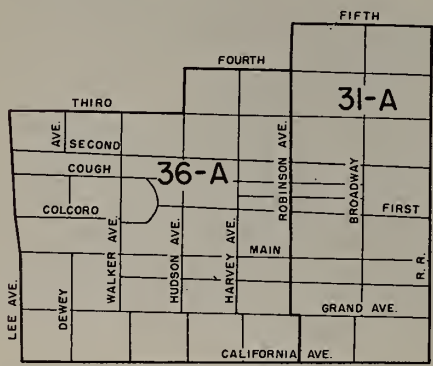 FIFTH
FOURTH
31-A
THIRD
AVE.
SECOND
COUGH
36-A
ROBINSON AVE.
BROADWAY
COLCORO
FIRST
WALKER AVE.
HUDSON AVE.
HARVEY AVE.
MAIN
R. R.
LEE AVE.
DEWEY
GRAND AVE.
CALIFORNIA AVE.